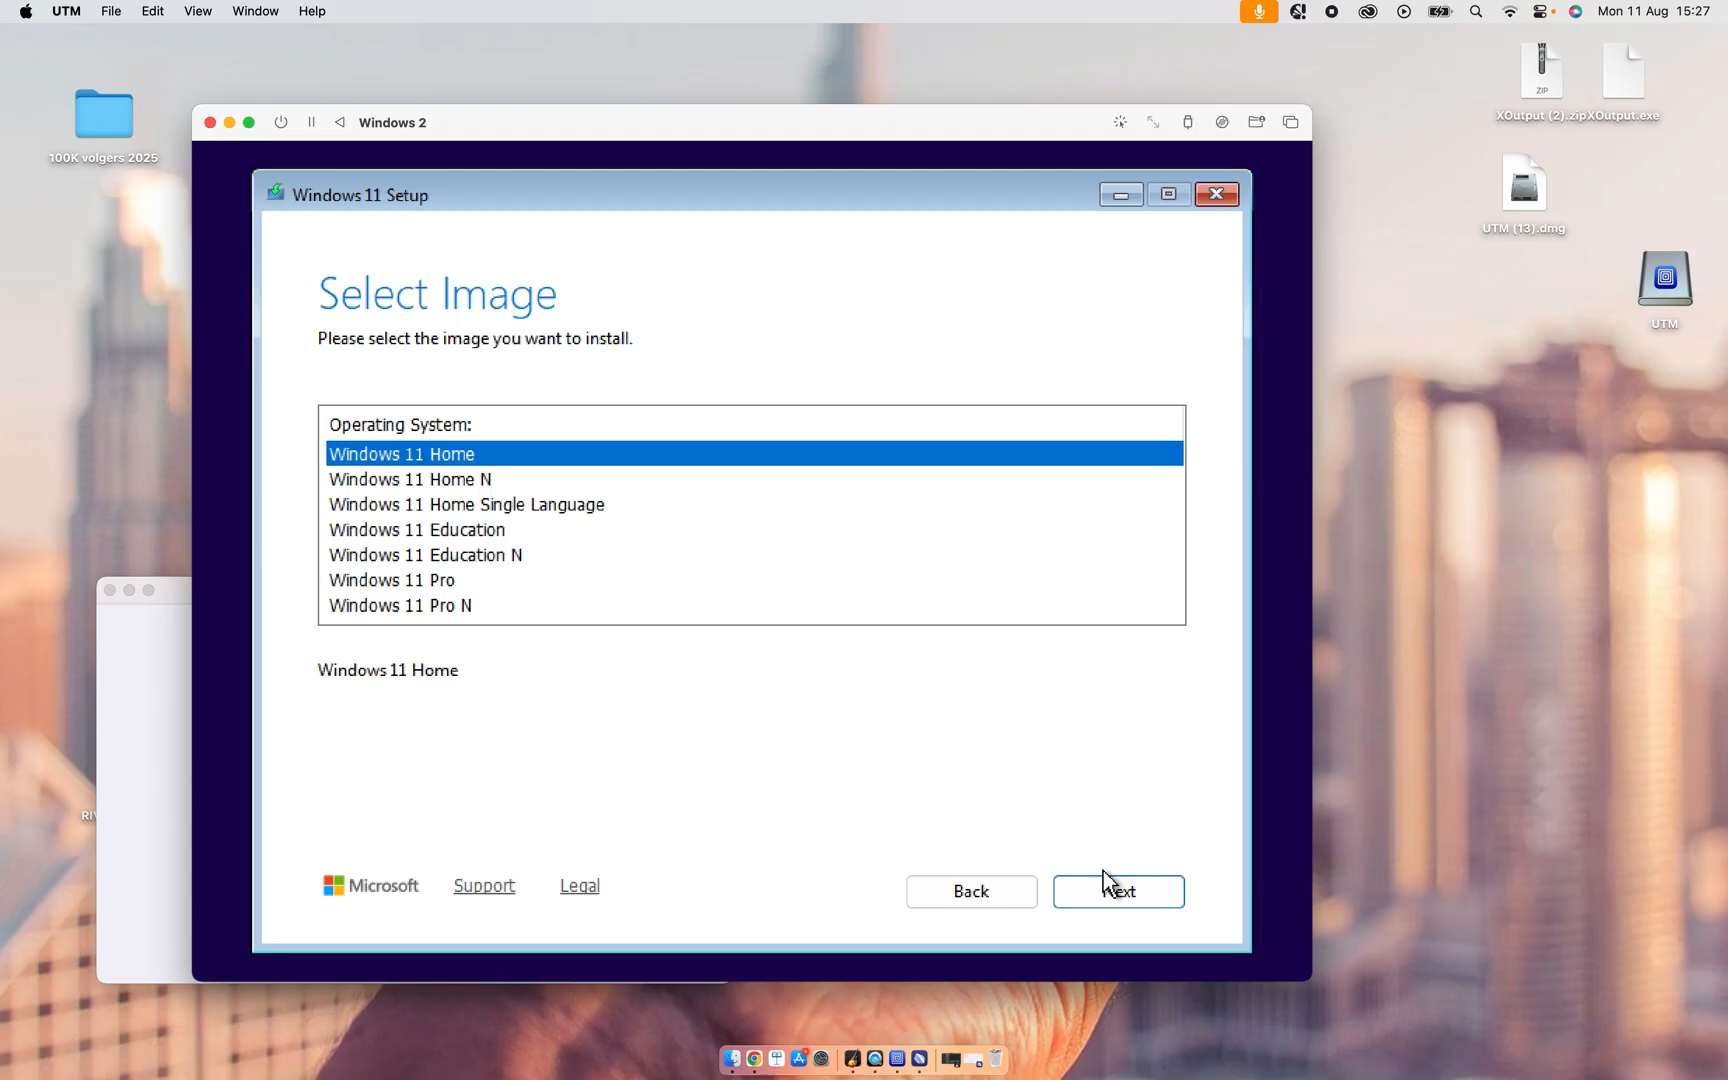 UTM File Edit View Window Help
Mon 11 Aug 15:27
100K volgers 2025
ZIP
XOutput (2).zip
XOutput.exe
UTM (13).dmg
UTM
Windows 2
Windows 11 Setup
Select Image
Please select the image you want to install.
Operating System:
Windows 11 Home
Windows 11 Home N
Windows 11 Home Single Language
Windows 11 Education
Windows 11 Education N
Windows 11 Pro
Windows 11 Pro N
Windows 11 Home
Microsoft Support Legal
Back Next